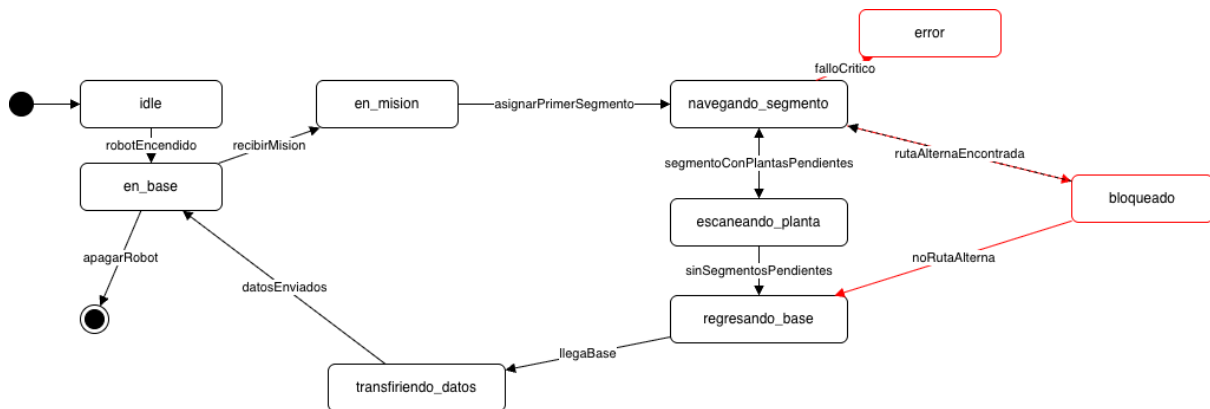 error
falloCritico
idle
en_mision
asignarPrimerSegmento
navegando_segmento
robotEncendido
recibirMision
rutaAlternaEncontrada
segmentoConPlantasPendientes
en_base
bloqueado
escaneando_planta
apagarRobot
noRutaAlterna
sinSegmentosPendientes
datosEnviados
regresando_base
llegaBase
transfiriendo_datos